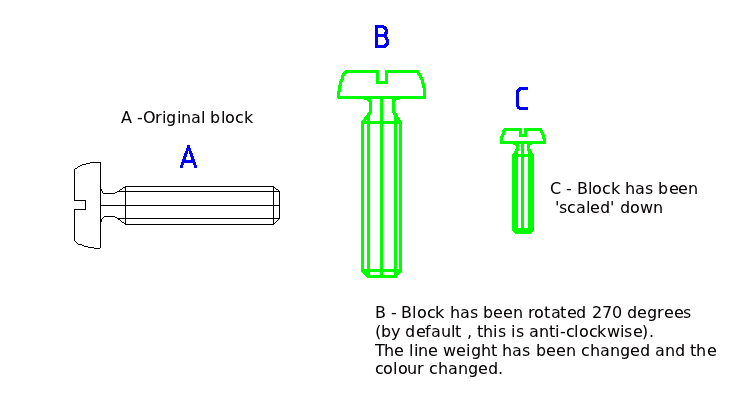 B
C
A -Original block
A
C - Block has been
'scaled' down
B - Block has been rotated 270 degrees
(by default , this is anti-clockwise).
The line weight has been changed and the
colour changed.